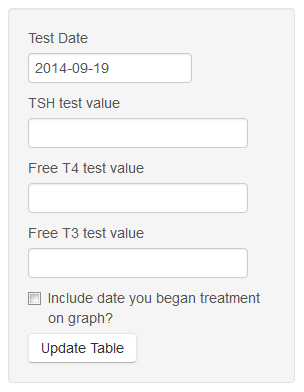 Test Date
2014-09-19
TSH test value
Free T4 test value
Free T3 test value
Include date you began treatment
on graph?
Update Table